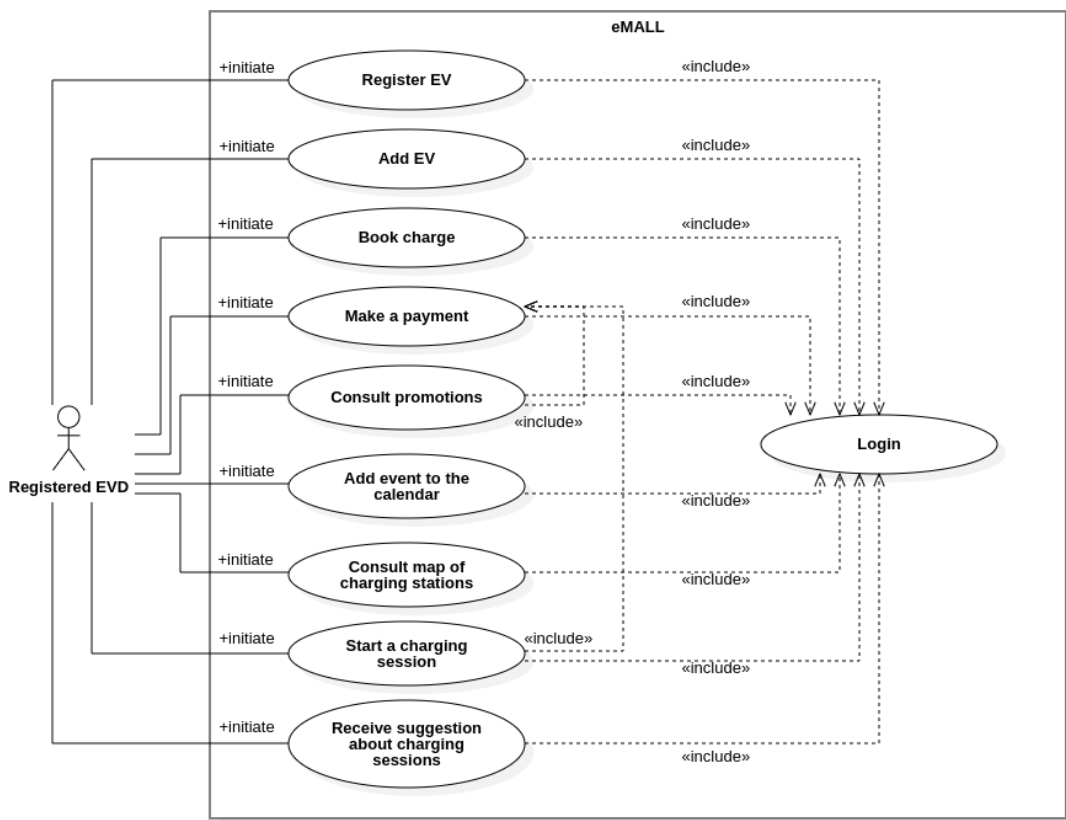 eMALL
+initiate
Register EV
«include»
+initiate
Add EV
«include»
+initiate
Book charge
«include»
+initiate
Make a payment
«include»
+initiate
Consult promotions
«include»
«include»
Login
Registered EVD
+initiate
Add event to the
calendar
«include»
+initiate
Consult map of
charging stations
«include»
+initiate
Start a charging
session
«include»
«include»
+initiate
Receive suggestion
about charging
sessions
«include»